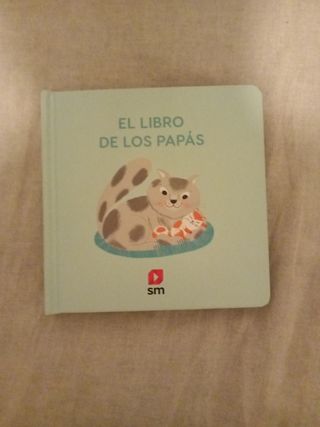 EL LIBRO
DE LOS PAPÁS
sm